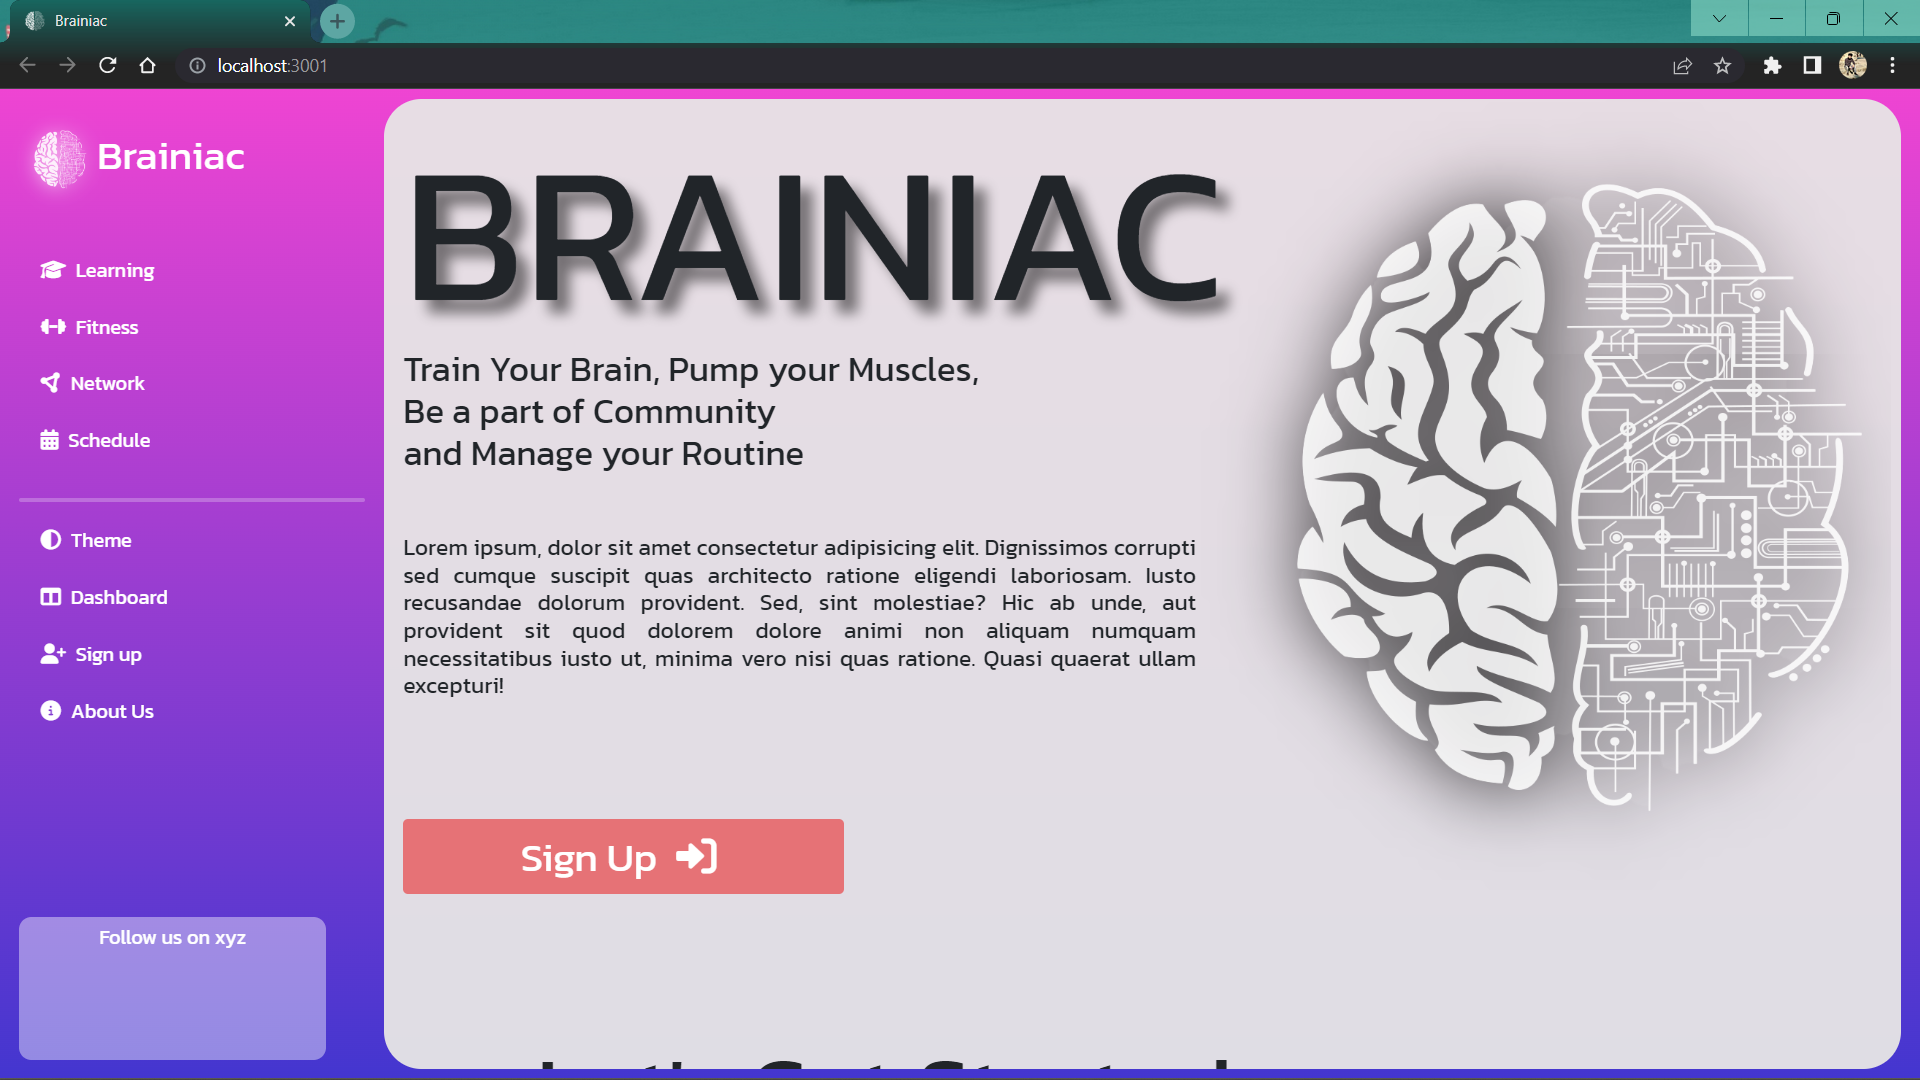 Brainiac
localhost:3001
Brainiac
Learning
Fitness
Network
Schedule
Theme
Dashboard
Sign up
About Us
Follow us on xyz
BRAINIAC
Train Your Brain, Pump your Muscles,
Be a part of Community
and Manage your Routine
Lorem ipsum, dolor sit amet consectetur adipisicing elit. Dignissimos corrupti
sed cumque suscipit quas architecto ratione eligendi laboriosam. Iusto
recusandae dolorum provident. Sed, sint molestiae? Hic ab unde, aut
provident sit quod dolorem dolore animi non aliquam numquam
necessitatibus iusto ut, minima vero nisi quas ratione. Quasi quaerat ullam
excepturi!
Sign Up